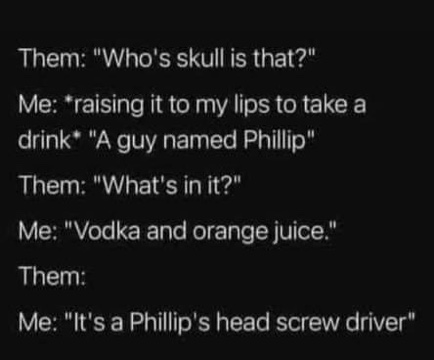 Them: "Who's skull is that?"
Me: *raising it to my lips to take a
drink* "A guy named Phillip"
Them: "What's in it?"
Me: "Vodka and orange juice."
Them:
Me: "It's a Phillip's head screw driver"